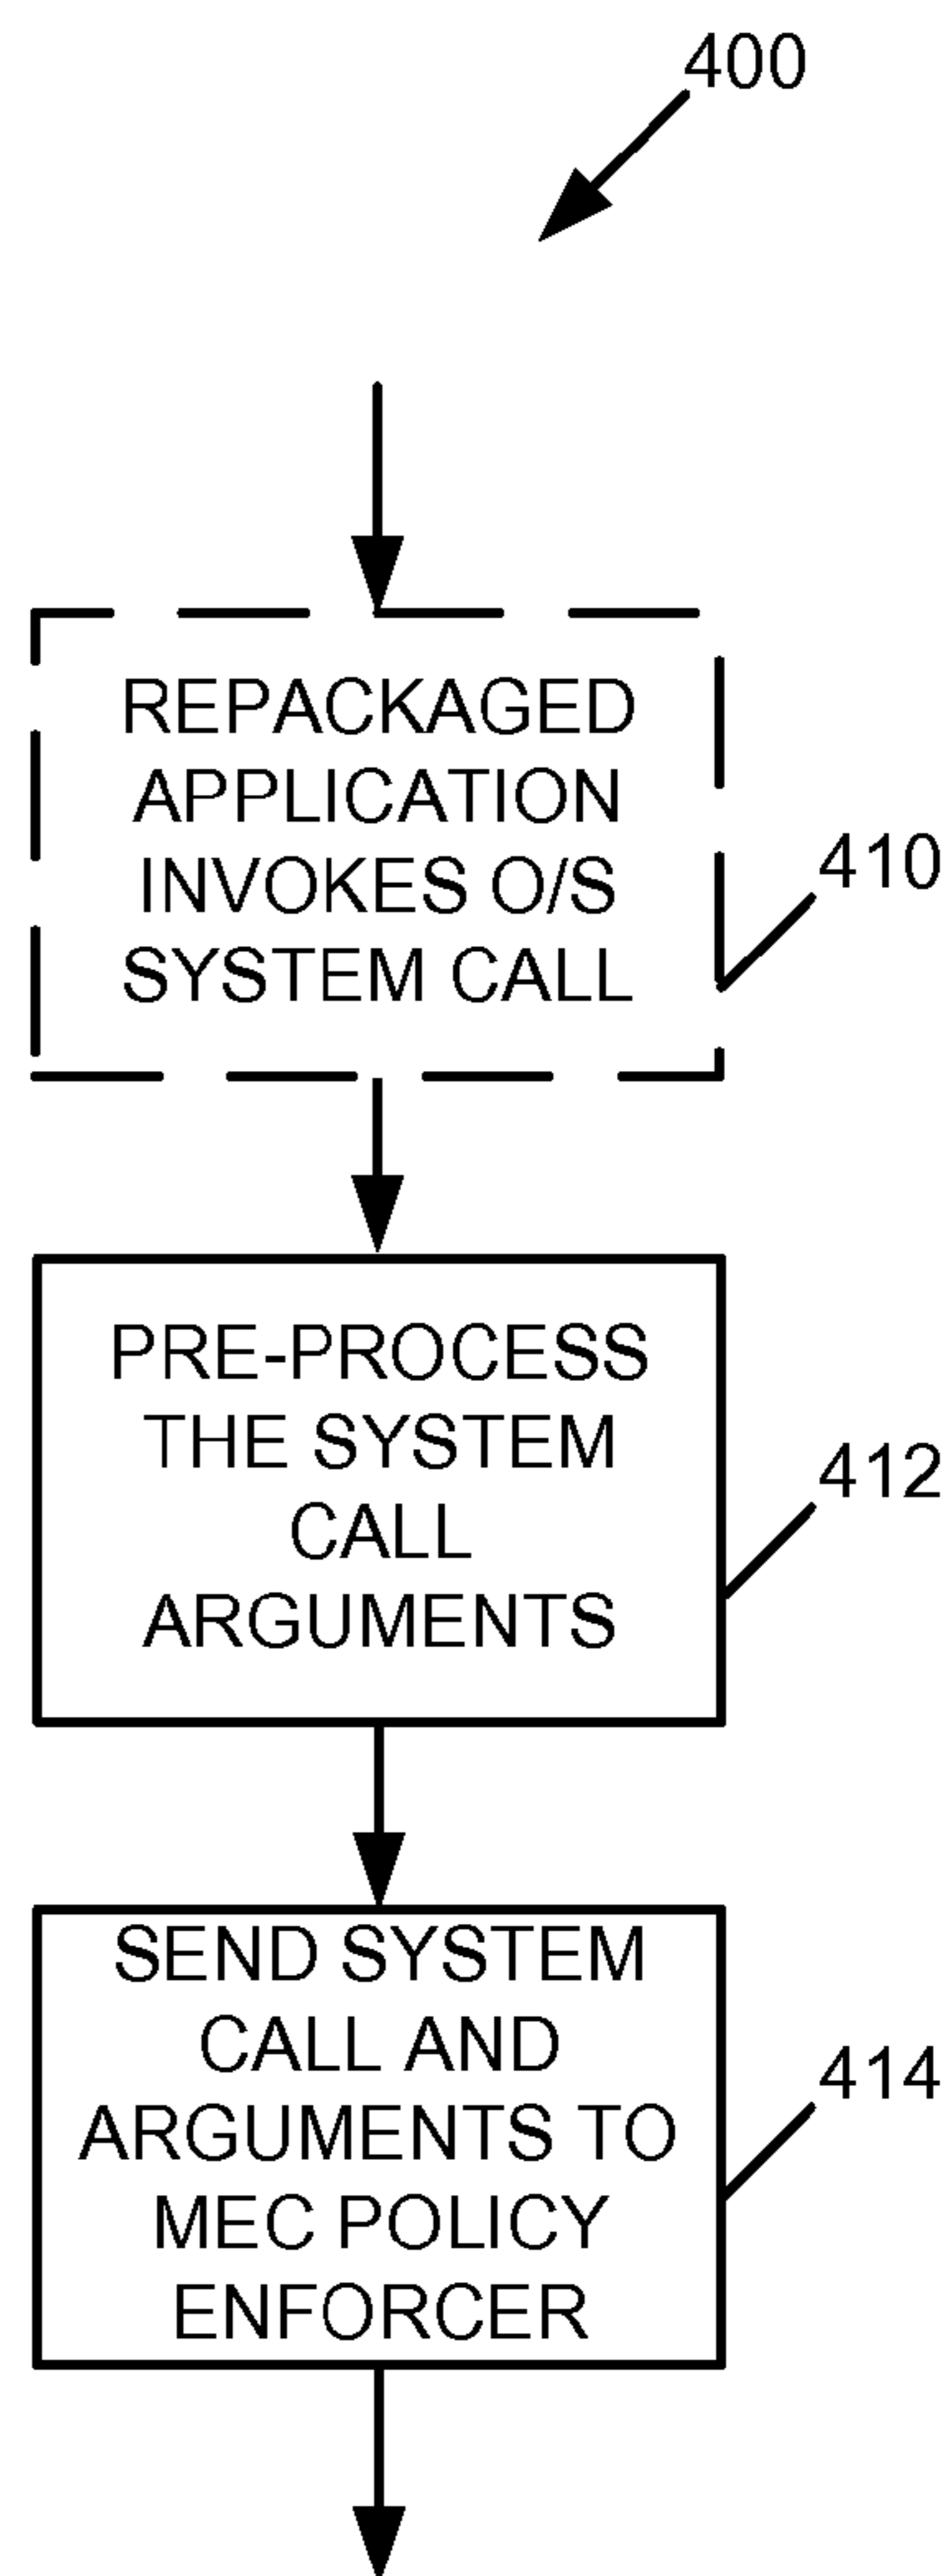 400
REPACKAGED
APPLICATION
INVOKES O/S
SYSTEM CALL
410
PRE-PROCESS
THE SYSTEM
CALL
ARGUMENTS
412
SEND SYSTEM
CALL AND
ARGUMENTS TO
MEC POLICY
ENFORCER
414